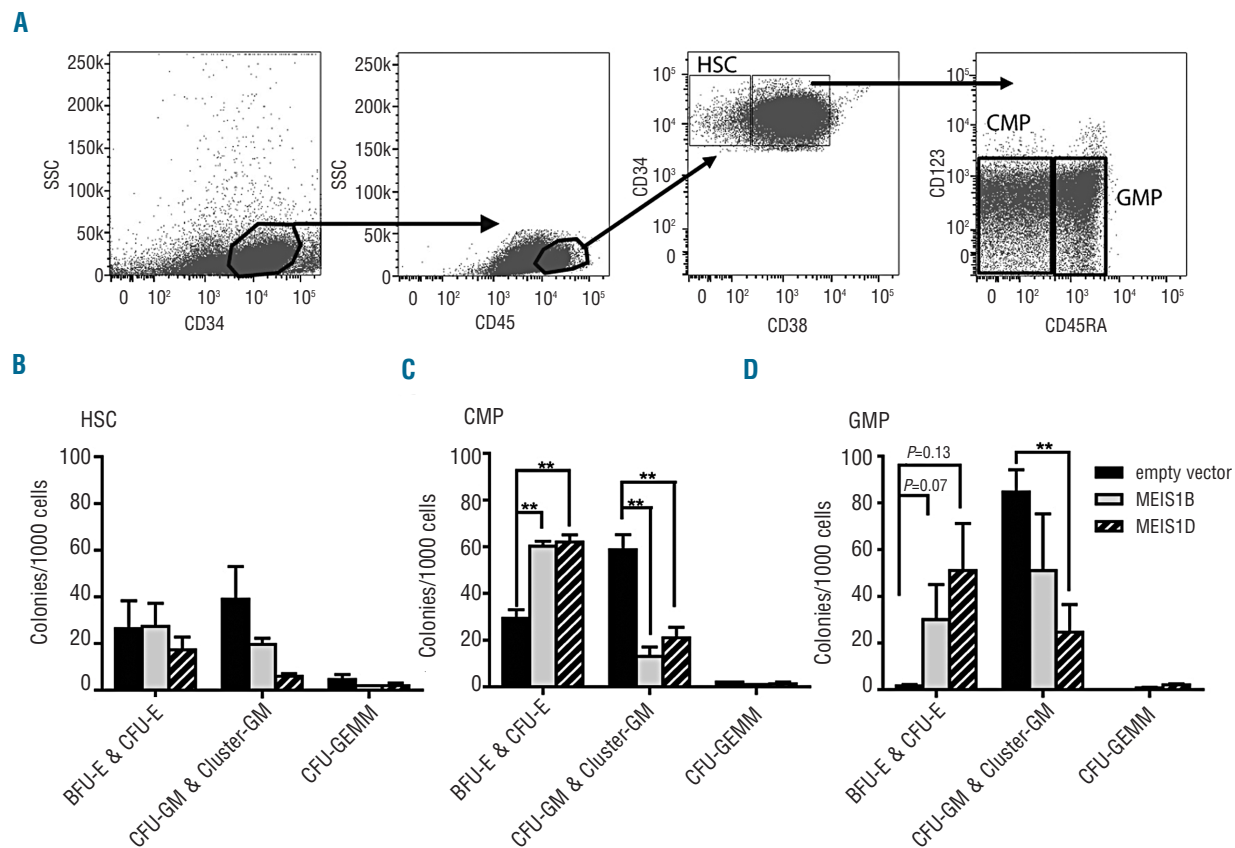 A
250k
200k
150k
100k
50k
0
SSC
0 10² 10³ 10⁴ 10⁵
CD34
250k
200k
150k
100k
50k
0
SSC
0 10² 10³ 10⁴ 10⁵
CD45
HSC
10⁵
10⁴
10³
10²
0
CD34
0 10² 10³ 10⁴ 10⁵
CD38
10⁵
10⁴
10³
10²
0
CD123
CMP
GMP
0 10² 10³ 10⁴ 10⁵
CD45RA
B
HSC
100
80
60
40
20
0
Colonies/1000 cells
BFU-E & CFU-E
CFU-GM & Cluster-GM
CFU-GEMM
C
CMP
100
80
60
40
20
0
Colonies/1000 cells
**
**
**
**
BFU-E & CFU-E
CFU-GM & Cluster-GM
CFU-GEMM
D
GMP
100
80
60
40
20
0
Colonies/1000 cells
P=0.13
P=0.07
**
BFU-E & CFU-E
CFU-GM & Cluster-GM
CFU-GEMM
empty vector
MEIS1B
MEIS1D